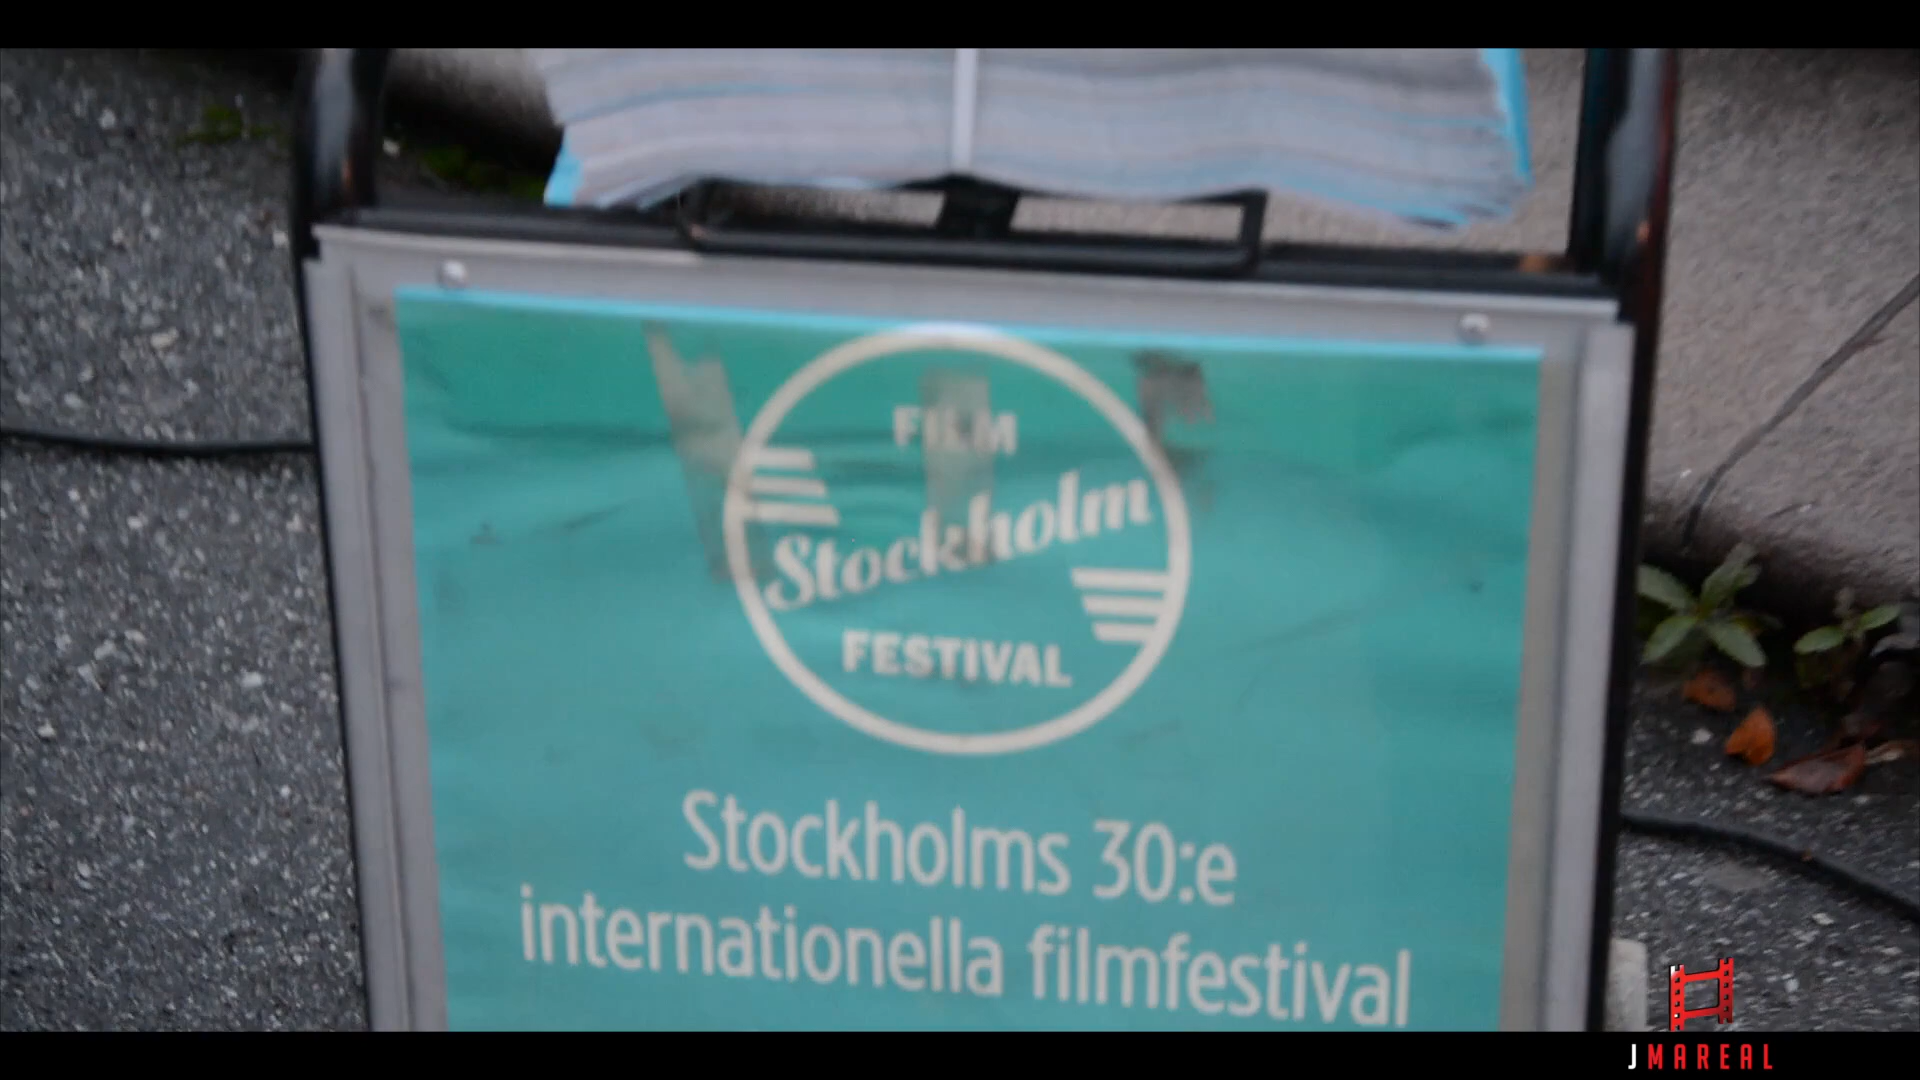 FILM
Stockholm
FESTIVAL
Stockholms 30:e
internationella filmfestival
JMAREAL